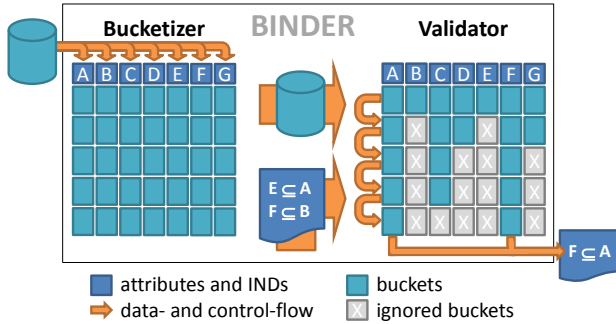 Bucketizer
BINDER
Validator
A B C D E F G
A B C D E F G
X X
X X X X
X X X X
X X X X X
E ⊆ A
F ⊆ B
F ⊆ A
attributes and INDs
buckets
data- and control-flow
X ignored buckets